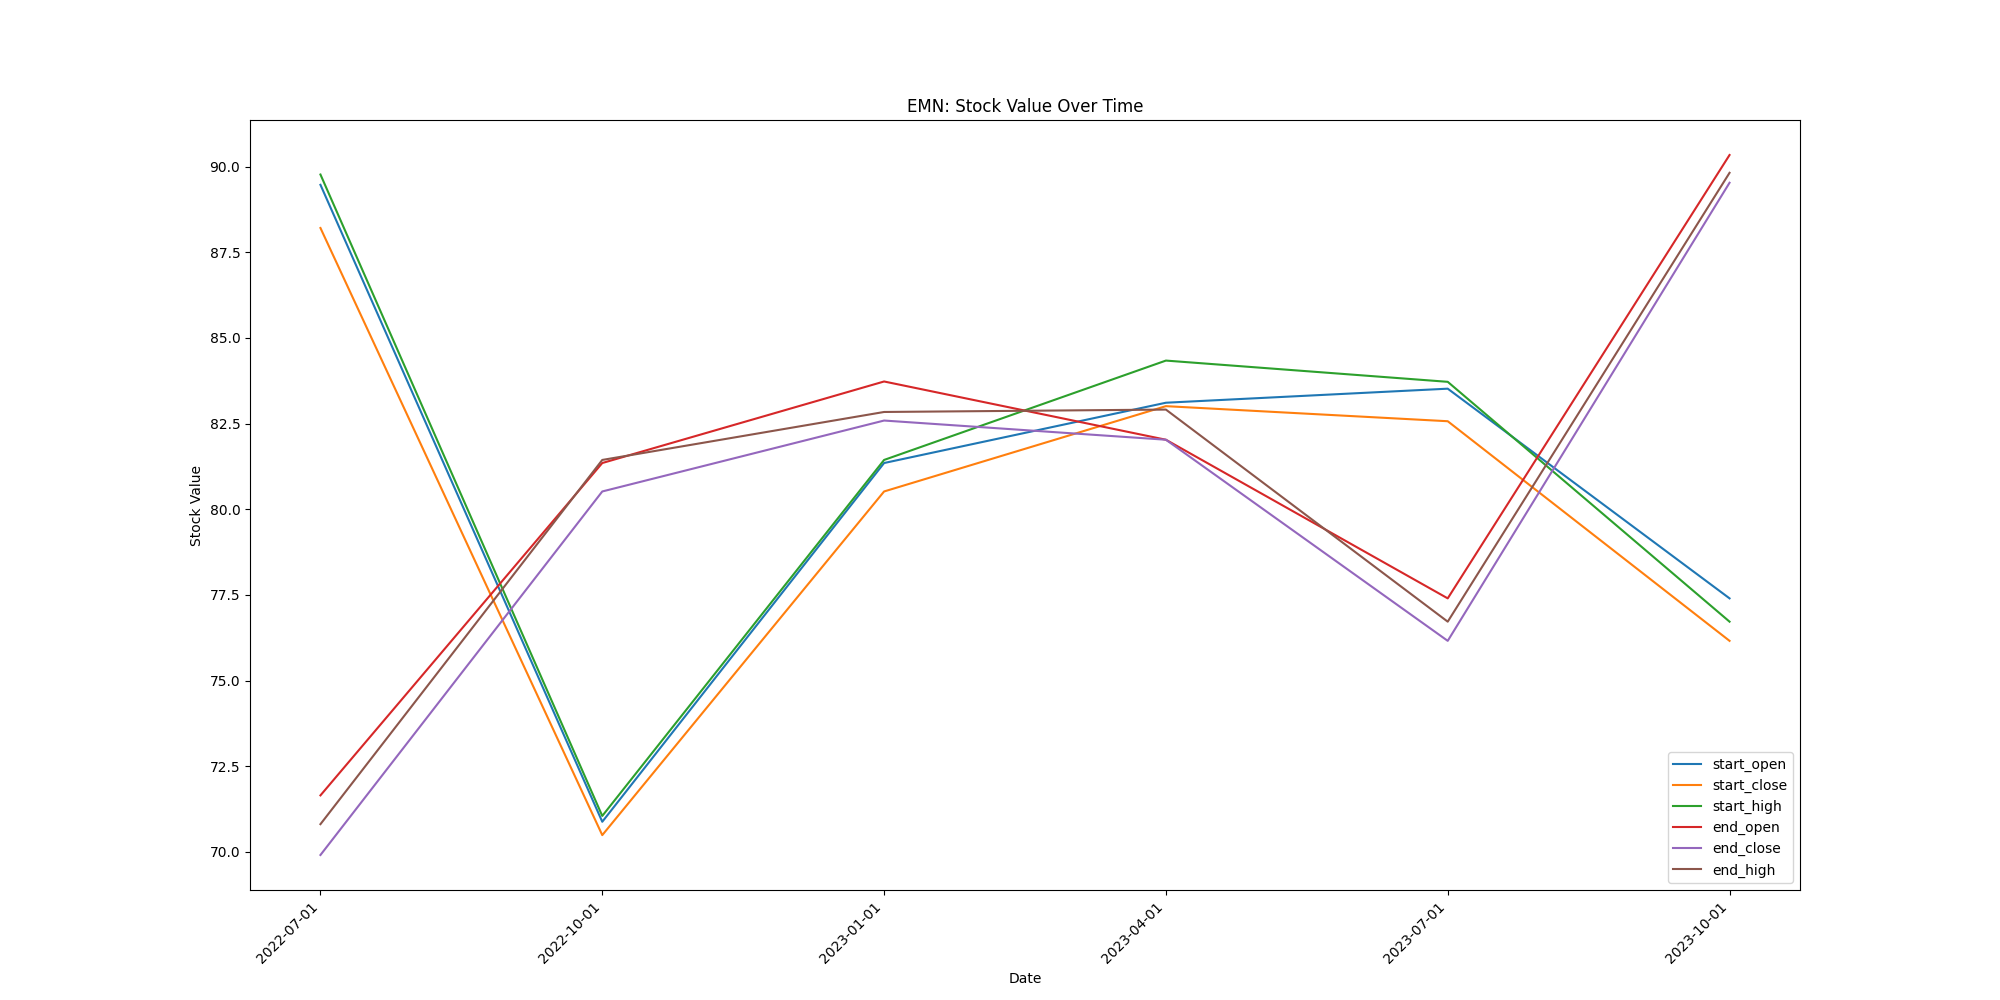 EMN: Stock Value Over Time
Stock Value
90.0
87.5
85.0
82.5
80.0
77.5
75.0
72.5
70.0
start_open
start_close
start_high
end_open
end_close
end_high
2022-07-01
2022-10-01
2023-01-01
2023-04-01
2023-07-01
2023-10-01
Date